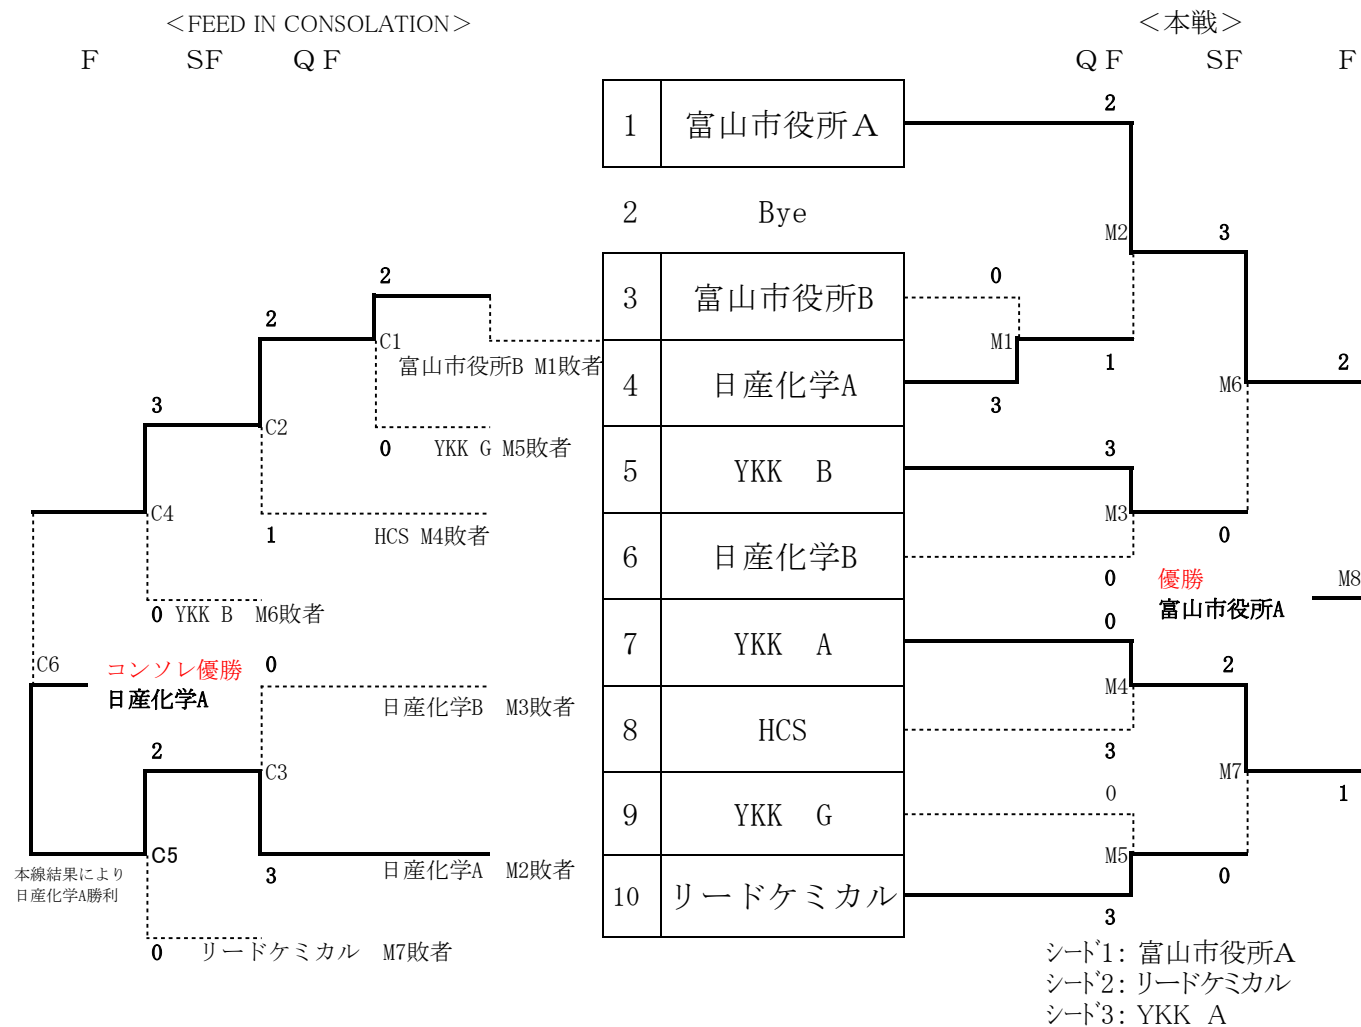 ＜FEED IN CONSOLATION＞
＜本戦＞
F SF QF
QF SF F
2
1 富山市役所A
2 Bye
M2 3
2 3 富山市役所B 0
2
C1 M1
富山市役所B M1敗者 1 2
4 日産化学A M6
3 3
C2
0 YKK G M5敗者 3
5 YKK B
C4 M3
1 HCS M4敗者 0
6 日産化学B
0 優勝 M8
0 YKK B M6敗者 富山市役所A
0
7 YKK A
C6 コンソレ優勝 0 2
日産化学A M4
日産化学B M3敗者
8 HCS
2 3
C3 M7
0 1
9 YKK G
C5 M5
本線結果により
日産化学A勝利
3 日産化学A M2敗者 0
10 リードケミカル
3
0 リードケミカル M7敗者
シード1: 富山市役所A
シード2: リードケミカル
シード3: YKK A